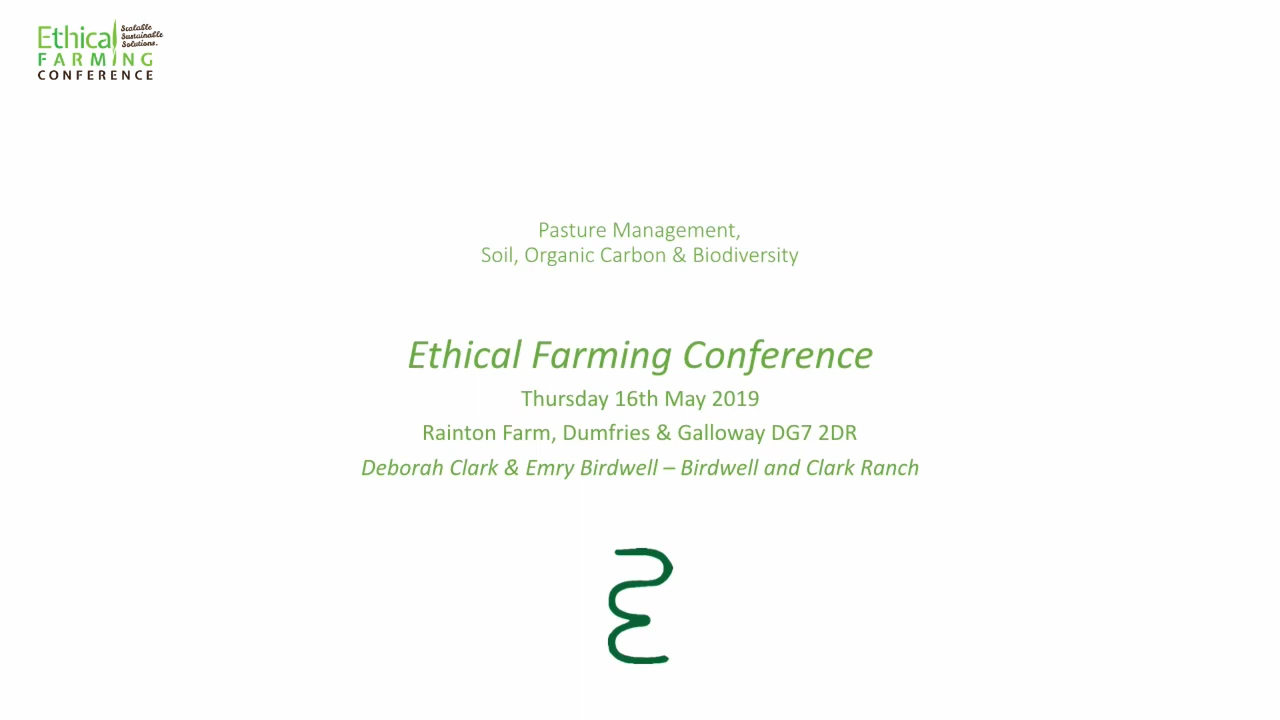 Ethical
Scalable
Sustainable
Solutions.
FARMING
CONFERENCE
Pasture Management,
Soil, Organic Carbon & Biodiversity
Ethical Farming Conference
Thursday 16th May 2019
Rainton Farm, Dumfries & Galloway DG7 2DR
Deborah Clark & Emry Birdwell – Birdwell and Clark Ranch